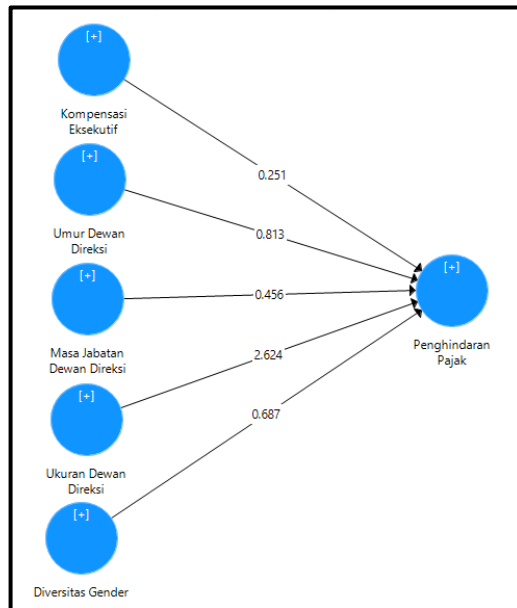 [+]
Kompensasi
Eksekutif
0.251
[+]
Umur Dewan
Direksi
0.813
[+]
Masa Jabatan
Dewan Direksi
0.456
[+]
Penghindaran
Pajak
[+]
Ukuran Dewan
Direksi
2.624
[+]
Diversitas Gender
0.687